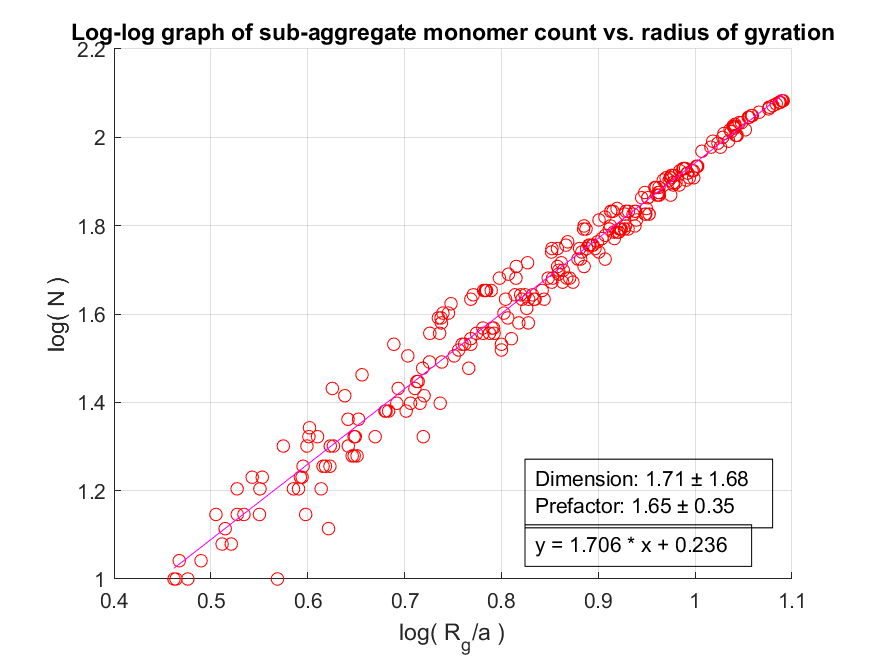 Log-log graph of sub-aggregate monomer count vs. radius of gyration
2.2
2
1.8
1.6
1.4
1.2
1
log( N )
Dimension: 1.71 ± 1.68
Prefactor: 1.65 ± 0.35
y = 1.706 * x + 0.236
0.4 0.5 0.6 0.7 0.8 0.9 1 1.1
log( R_g/a )